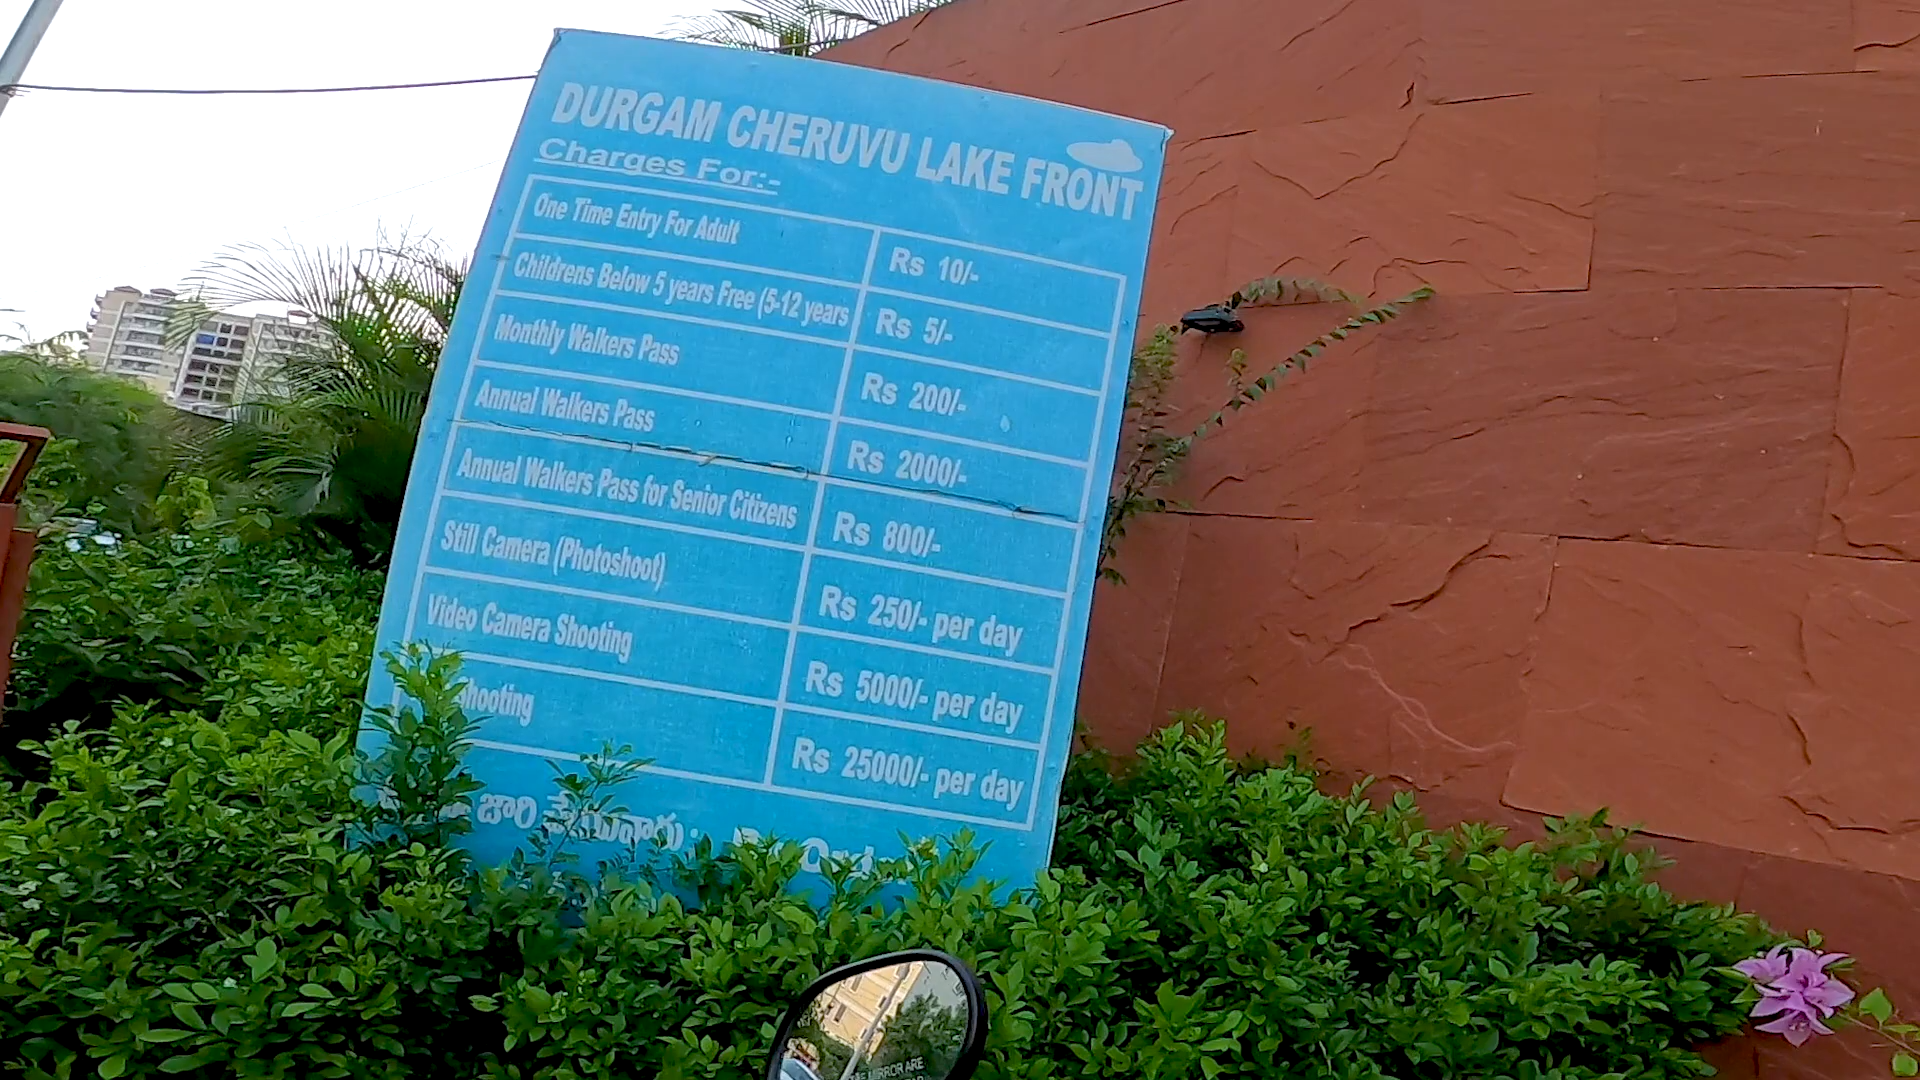 DURGAM CHERUVU LAKE FRONT
Charges For:-
One Time Entry For Adult Rs 10/-
Childrens Below 5 years Free (5-12 years Rs 5/-
Monthly Walkers Pass Rs 200/-
Annual Walkers Pass Rs 2000/-
Annual Walkers Pass for Senior Citizens Rs 800/-
Still Camera (Photoshoot) Rs 250/- per day
Video Camera Shooting Rs 5000/- per day
hooting Rs 25000/- per day
జారి చేయువారు :
MIRROR ARE